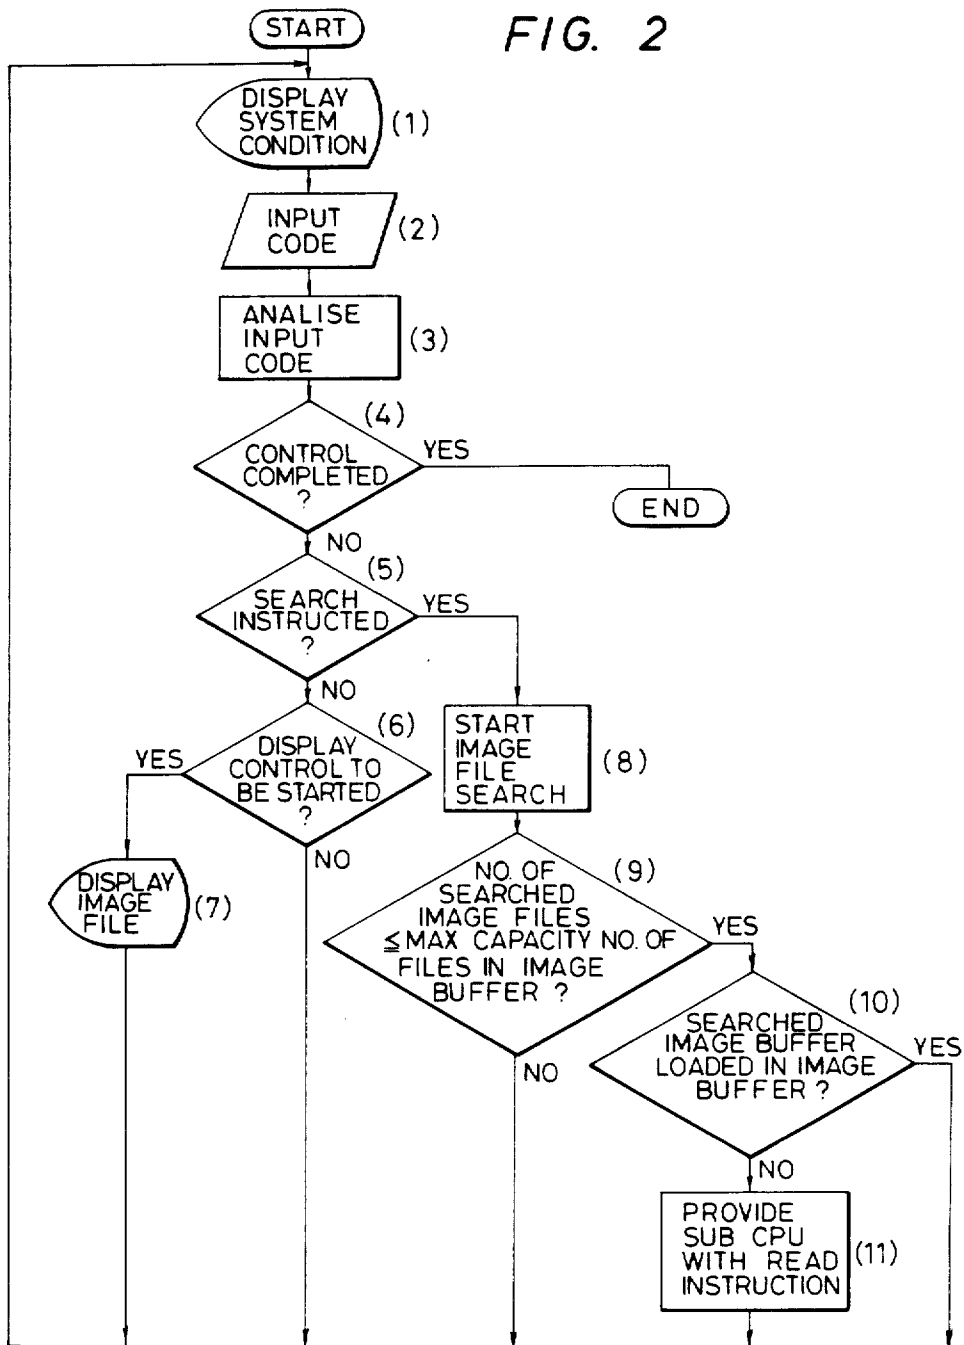 FIG. 2
START
DISPLAY
SYSTEM
CONDITION
(1)
INPUT
CODE
(2)
ANALISE
INPUT
CODE
(3)
(4)
CONTROL
COMPLETED
?
YES
END
NO
(5)
SEARCH
INSTRUCTED
?
YES
NO
(6)
DISPLAY
CONTROL TO
BE STARTED
?
YES
NO
DISPLAY
IMAGE
FILE
(7)
START
IMAGE
FILE
SEARCH
(8)
(9)
NO. OF
SEARCHED
IMAGE FILES
≦MAX CAPACITY NO. OF
FILES IN IMAGE
BUFFER ?
YES
NO
(10)
SEARCHED
IMAGE BUFFER
LOADED IN IMAGE
BUFFER ?
YES
NO
PROVIDE
SUB CPU
WITH READ
INSTRUCTION
(11)